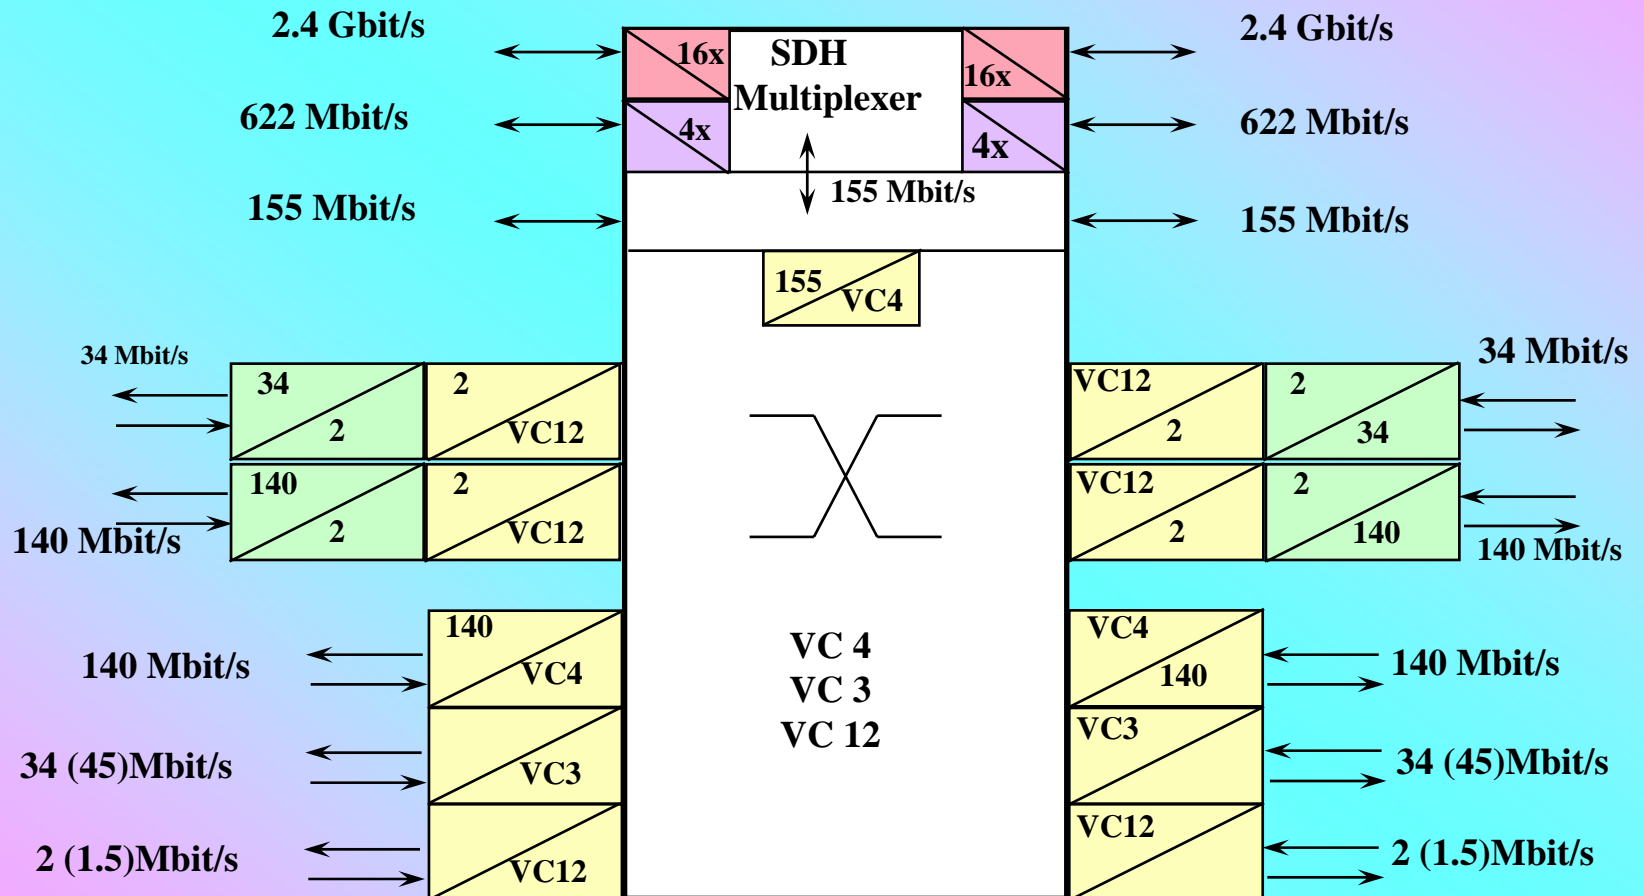 2.4 Gbit/s
16x
SDH
Multiplexer
16x
2.4 Gbit/s
622 Mbit/s
4x
4x
622 Mbit/s
155 Mbit/s
155 Mbit/s
155 Mbit/s
155
VC4
34 Mbit/s
34
2
2
VC12
VC12
2
2
34
34 Mbit/s
140 Mbit/s
140
2
2
VC12
VC12
2
2
140
140 Mbit/s
140 Mbit/s
140
VC4
VC 4
VC 3
VC 12
VC4
140
140 Mbit/s
34 (45)Mbit/s
VC3
VC3
34 (45)Mbit/s
2 (1.5)Mbit/s
VC12
VC12
2 (1.5)Mbit/s